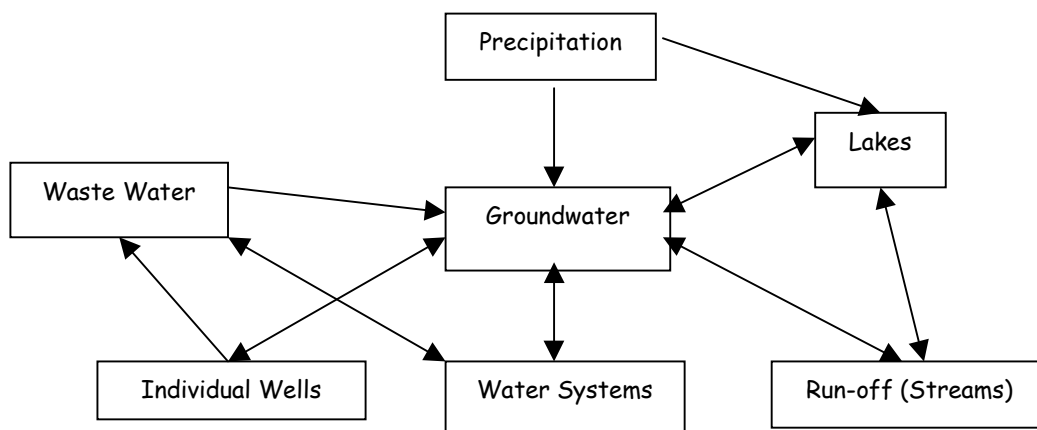 Precipitation
Lakes
Waste Water
Groundwater
Individual Wells
Water Systems
Run-off (Streams)